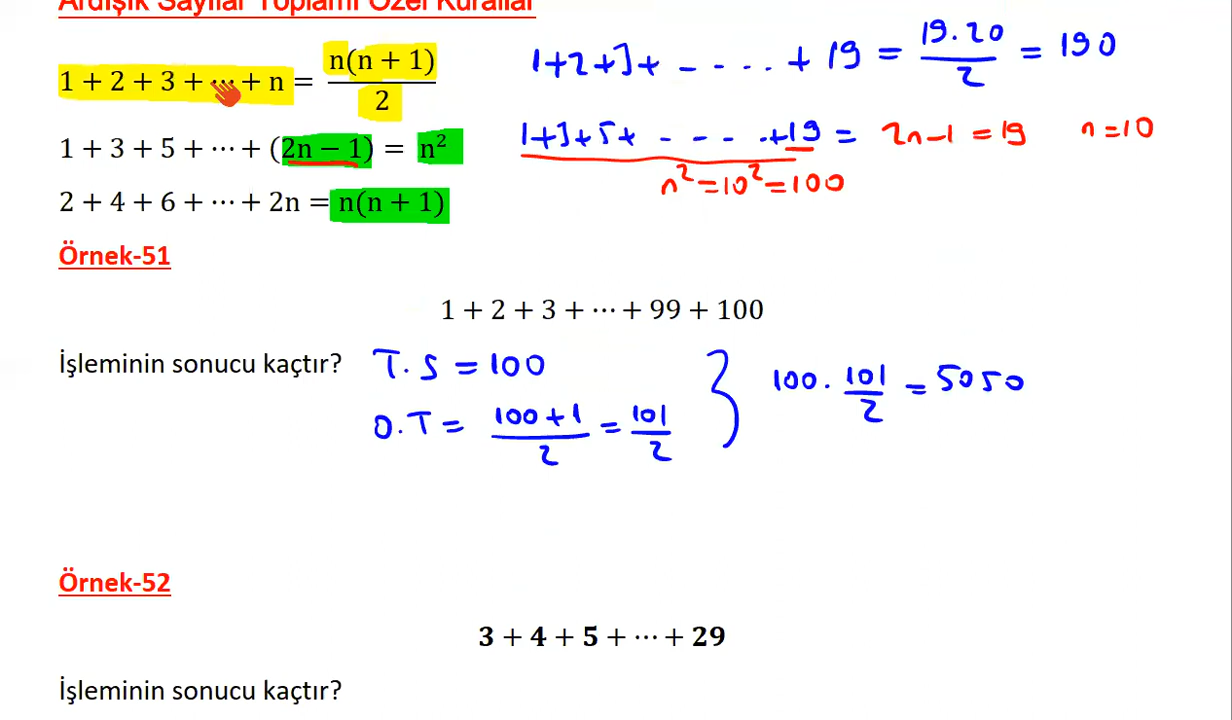 Ardışık Sayılar Toplamı Özel Kurallar
1 + 2 + 3 + ⋯ + n = n(n + 1) / 2
1+2+3+ - . . . . + 19 = 19.20 / 2 = 190
1 + 3 + 5 + ⋯ + (2n − 1) = n²
1+3+5+ - - - - . +19 = 2n-1 = 19 n=10
n² = 10² = 100
2 + 4 + 6 + ⋯ + 2n = n(n + 1)
Örnek-51
1 + 2 + 3 + ⋯ + 99 + 100
İşleminin sonucu kaçtır?
T.S = 100
O.T = 100+1 / 2 = 101 / 2
} 100 . 101 / 2 = 5050
Örnek-52
3 + 4 + 5 + ⋯ + 29
İşleminin sonucu kaçtır?